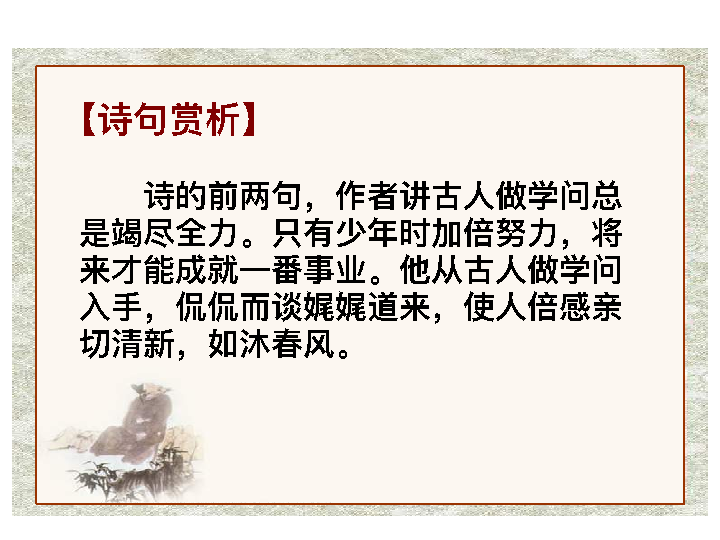 【诗句赏析】
诗的前两句，作者讲古人做学问总
是竭尽全力。只有少年时加倍努力，将
来才能成就一番事业。他从古人做学问
入手，侃侃而谈娓娓道来，使人倍感亲
切清新，如沐春风。